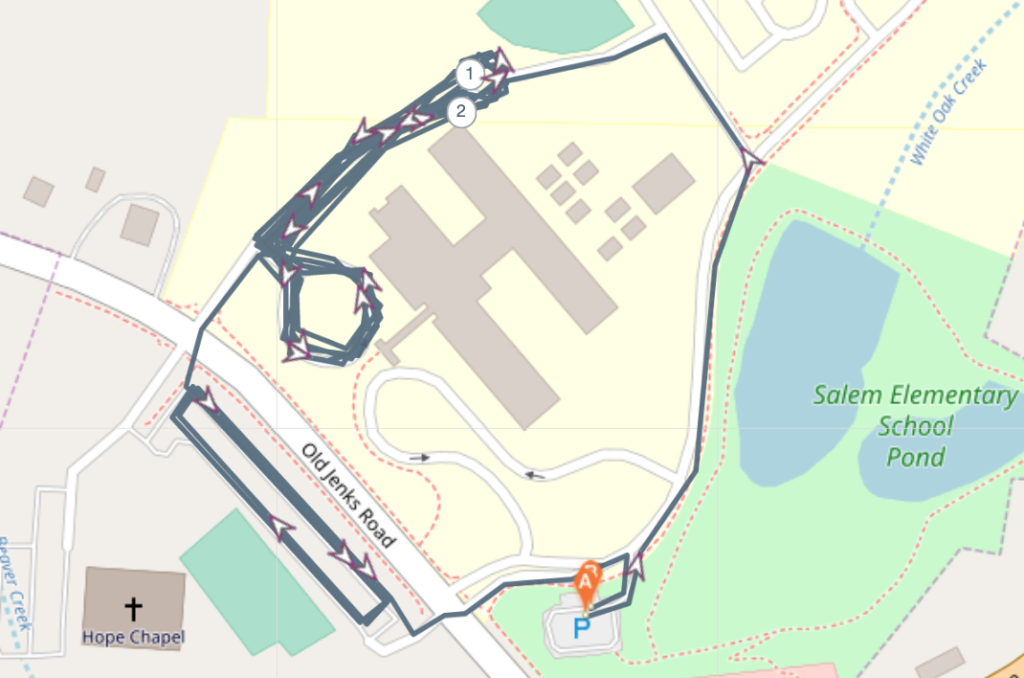 1
2
White Oak Creek
Salem Elementary
School
Pond
Old Jenks Road
A
P
Hope Chapel
Beaver Creek